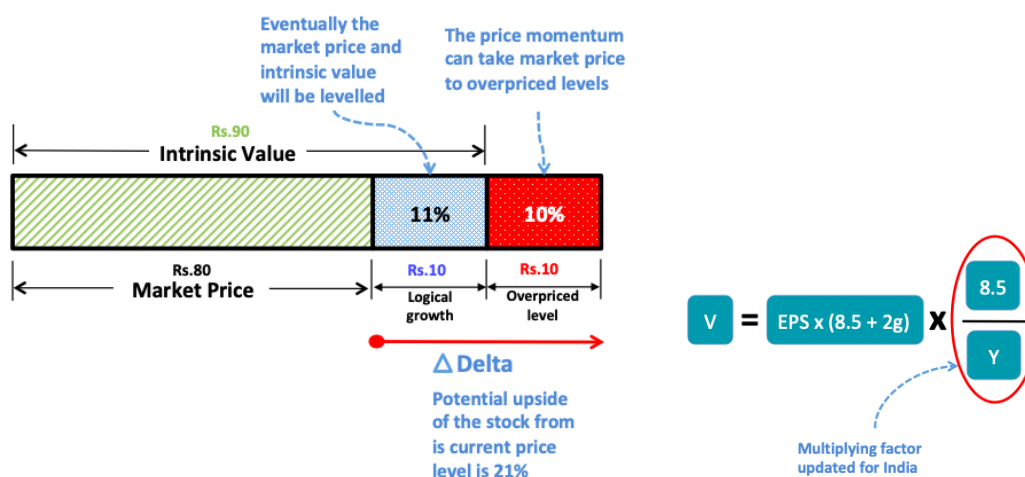 Eventually the
market price and
intrinsic value
will be levelled
The price momentum
can take market price
to overpriced levels
Rs.90
Intrinsic Value
11%
10%
Rs.80
Market Price
Rs.10
Logical
growth
Rs.10
Overpriced
level
△ Delta
Potential upside
of the stock from
is current price
level is 21%
V = EPS x (8.5 + 2g) x 8.5
Y
Multiplying factor
updated for India